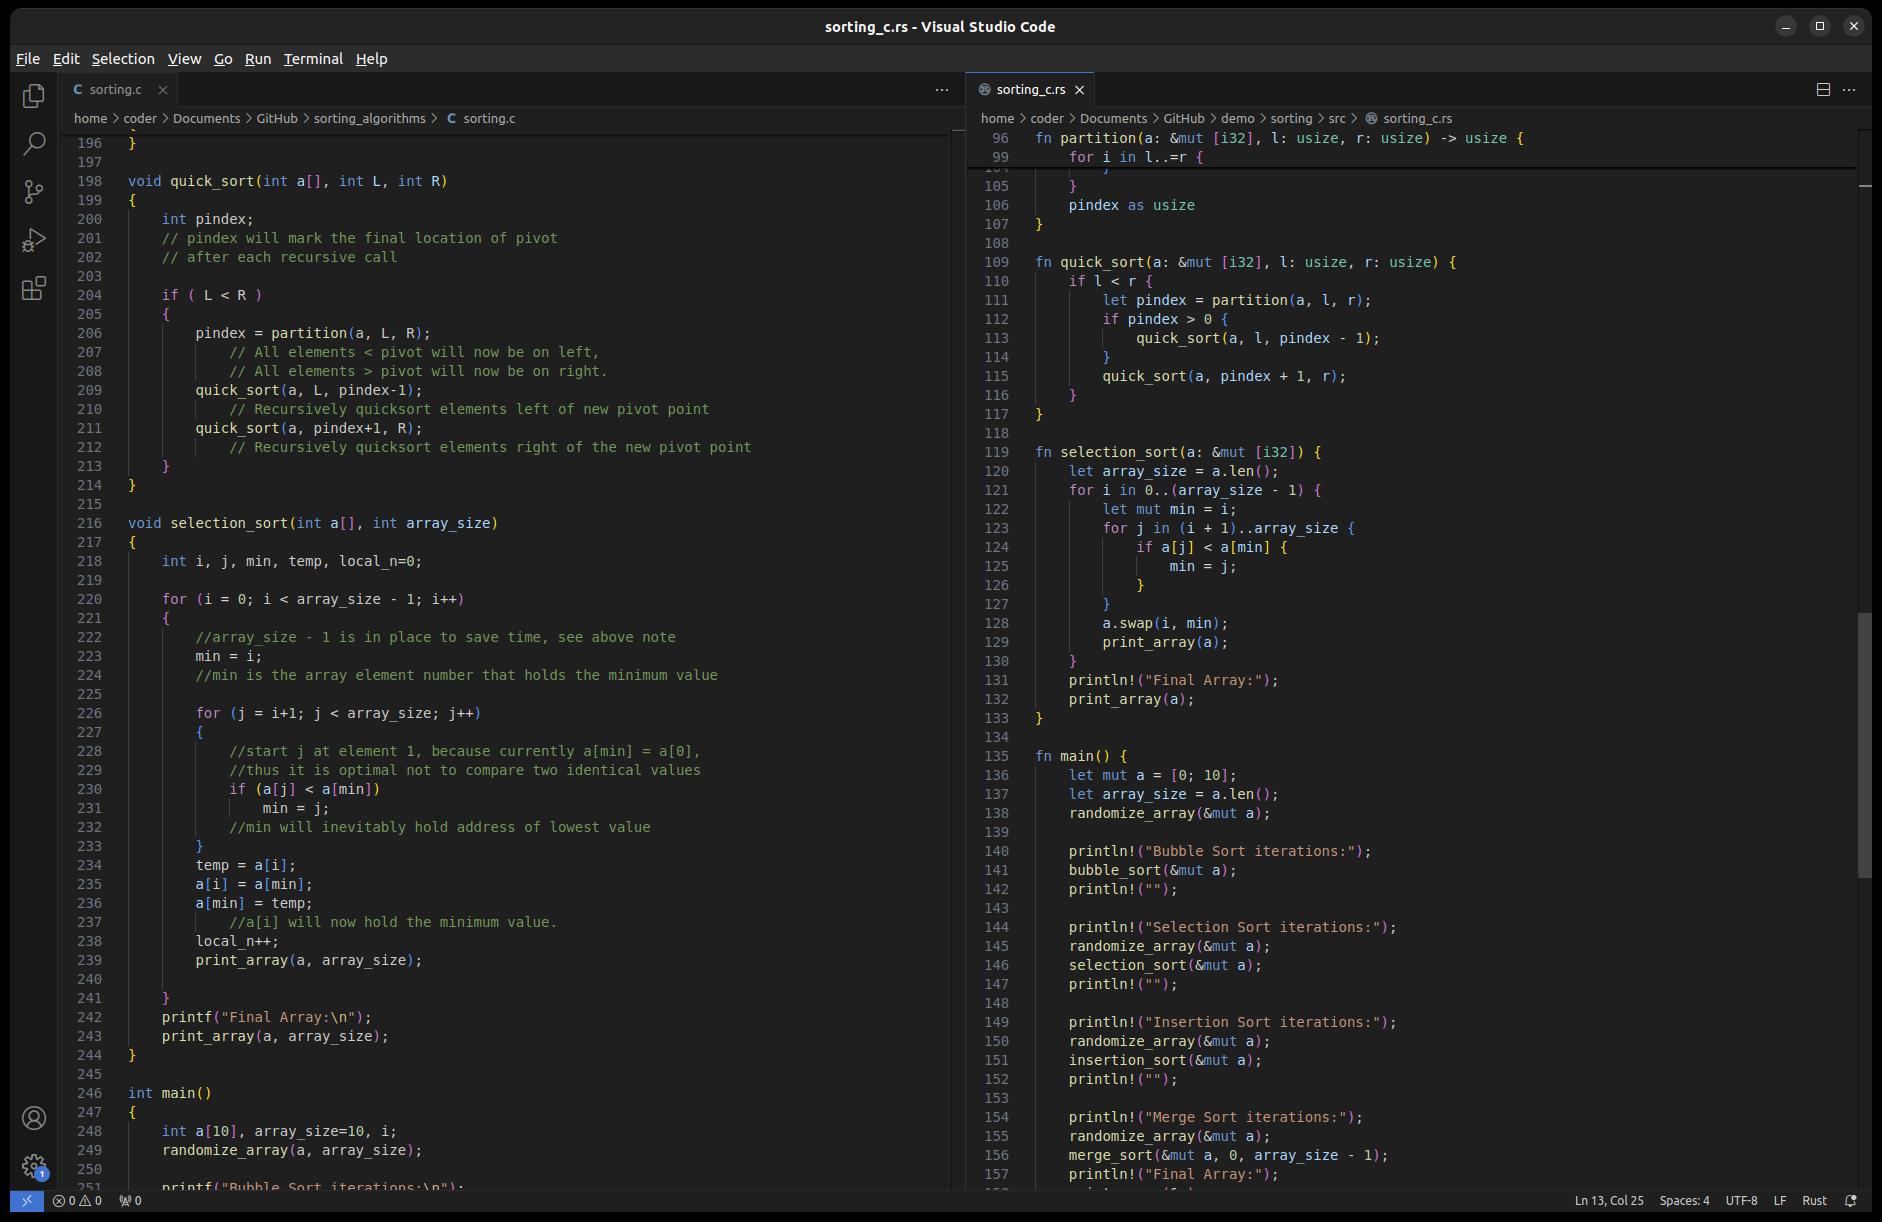 sorting_c.rs - Visual Studio Code
File Edit Selection View Go Run Terminal Help
C sorting.c
home > coder > Documents > GitHub > sorting_algorithms > C sorting.c
196 }
197
198 void quick_sort(int a[], int L, int R)
199 {
200     int pindex;
201     // pindex will mark the final location of pivot
202     // after each recursive call
203
204     if ( L < R )
205     {
206         pindex = partition(a, L, R);
207             // All elements < pivot will now be on left,
208             // All elements > pivot will now be on right.
209         quick_sort(a, L, pindex-1);
210             // Recursively quicksort elements left of new pivot point
211         quick_sort(a, pindex+1, R);
212             // Recursively quicksort elements right of the new pivot point
213     }
214 }
215
216 void selection_sort(int a[], int array_size)
217 {
218     int i, j, min, temp, local_n=0;
219
220     for (i = 0; i < array_size - 1; i++)
221     {
222         //array_size - 1 is in place to save time, see above note
223         min = i;
224         //min is the array element number that holds the minimum value
225
226         for (j = i+1; j < array_size; j++)
227         {
228             //start j at element 1, because currently a[min] = a[0],
229             //thus it is optimal not to compare two identical values
230             if (a[j] < a[min])
231                 min = j;
232             //min will inevitably hold address of lowest value
233         }
234         temp = a[i];
235         a[i] = a[min];
236         a[min] = temp;
237             //a[i] will now hold the minimum value.
238         local_n++;
239         print_array(a, array_size);
240
241     }
242     printf("Final Array:\n");
243     print_array(a, array_size);
244 }
245
246 int main()
247 {
248     int a[10], array_size=10, i;
249     randomize_array(a, array_size);
250
251     printf("Bubble Sort iterations:\n");
sorting_c.rs
home > coder > Documents > GitHub > demo > sorting > src > sorting_c.rs
96 fn partition(a: &mut [i32], l: usize, r: usize) -> usize {
99     for i in l..=r {
104         }
105     }
106     pindex as usize
107 }
108
109 fn quick_sort(a: &mut [i32], l: usize, r: usize) {
110     if l < r {
111         let pindex = partition(a, l, r);
112         if pindex > 0 {
113             quick_sort(a, l, pindex - 1);
114         }
115         quick_sort(a, pindex + 1, r);
116     }
117 }
118
119 fn selection_sort(a: &mut [i32]) {
120     let array_size = a.len();
121     for i in 0..(array_size - 1) {
122         let mut min = i;
123         for j in (i + 1)..array_size {
124             if a[j] < a[min] {
125                 min = j;
126             }
127         }
128         a.swap(i, min);
129         print_array(a);
130     }
131     println!("Final Array:");
132     print_array(a);
133 }
134
135 fn main() {
136     let mut a = [0; 10];
137     let array_size = a.len();
138     randomize_array(&mut a);
139
140     println!("Bubble Sort iterations:");
141     bubble_sort(&mut a);
142     println!("");
143
144     println!("Selection Sort iterations:");
145     randomize_array(&mut a);
146     selection_sort(&mut a);
147     println!("");
148
149     println!("Insertion Sort iterations:");
150     randomize_array(&mut a);
151     insertion_sort(&mut a);
152     println!("");
153
154     println!("Merge Sort iterations:");
155     randomize_array(&mut a);
156     merge_sort(&mut a, 0, array_size - 1);
157     println!("Final Array:");
1
0 0 0
Ln 13, Col 25 Spaces: 4 UTF-8 LF Rust